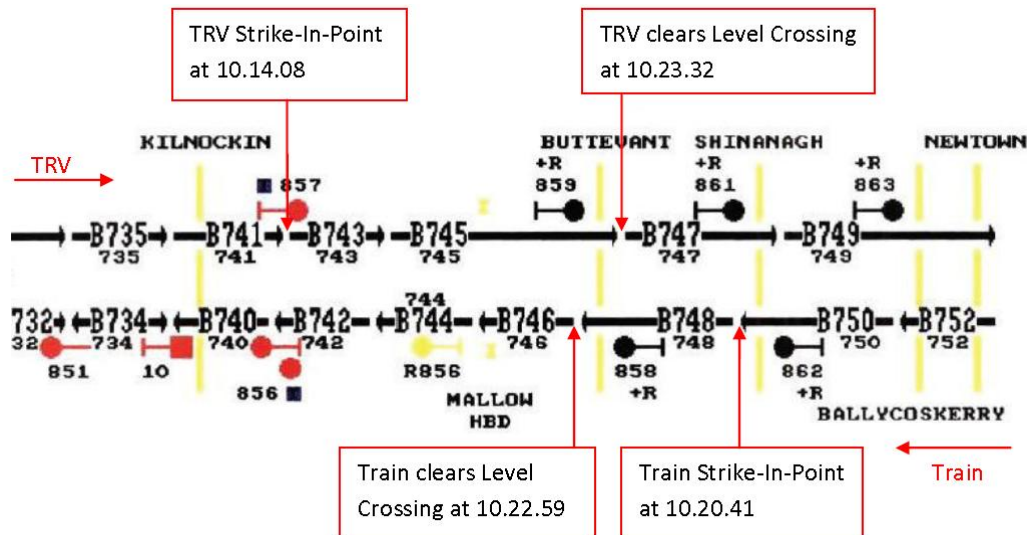 TRV Strike-In-Point
at 10.14.08
TRV clears Level Crossing
at 10.23.32
KILNOCKIN
BUTTEVANT
SHINANAGH
NEWTOWN
TRV
+R
+R
+R
857
859
861
863
B735
B741
B743
B745
B747
B749
735
741
743
745
747
749
744
732
B734
B740
B742
B744
B746
B748
B750
B752
32
734
740
742
746
748
750
752
851
10
856
R856
858
862
+R
+R
MALLOW
HBD
BALLYCOSKERRY
Train clears Level
Crossing at 10.22.59
Train Strike-In-Point
at 10.20.41
Train